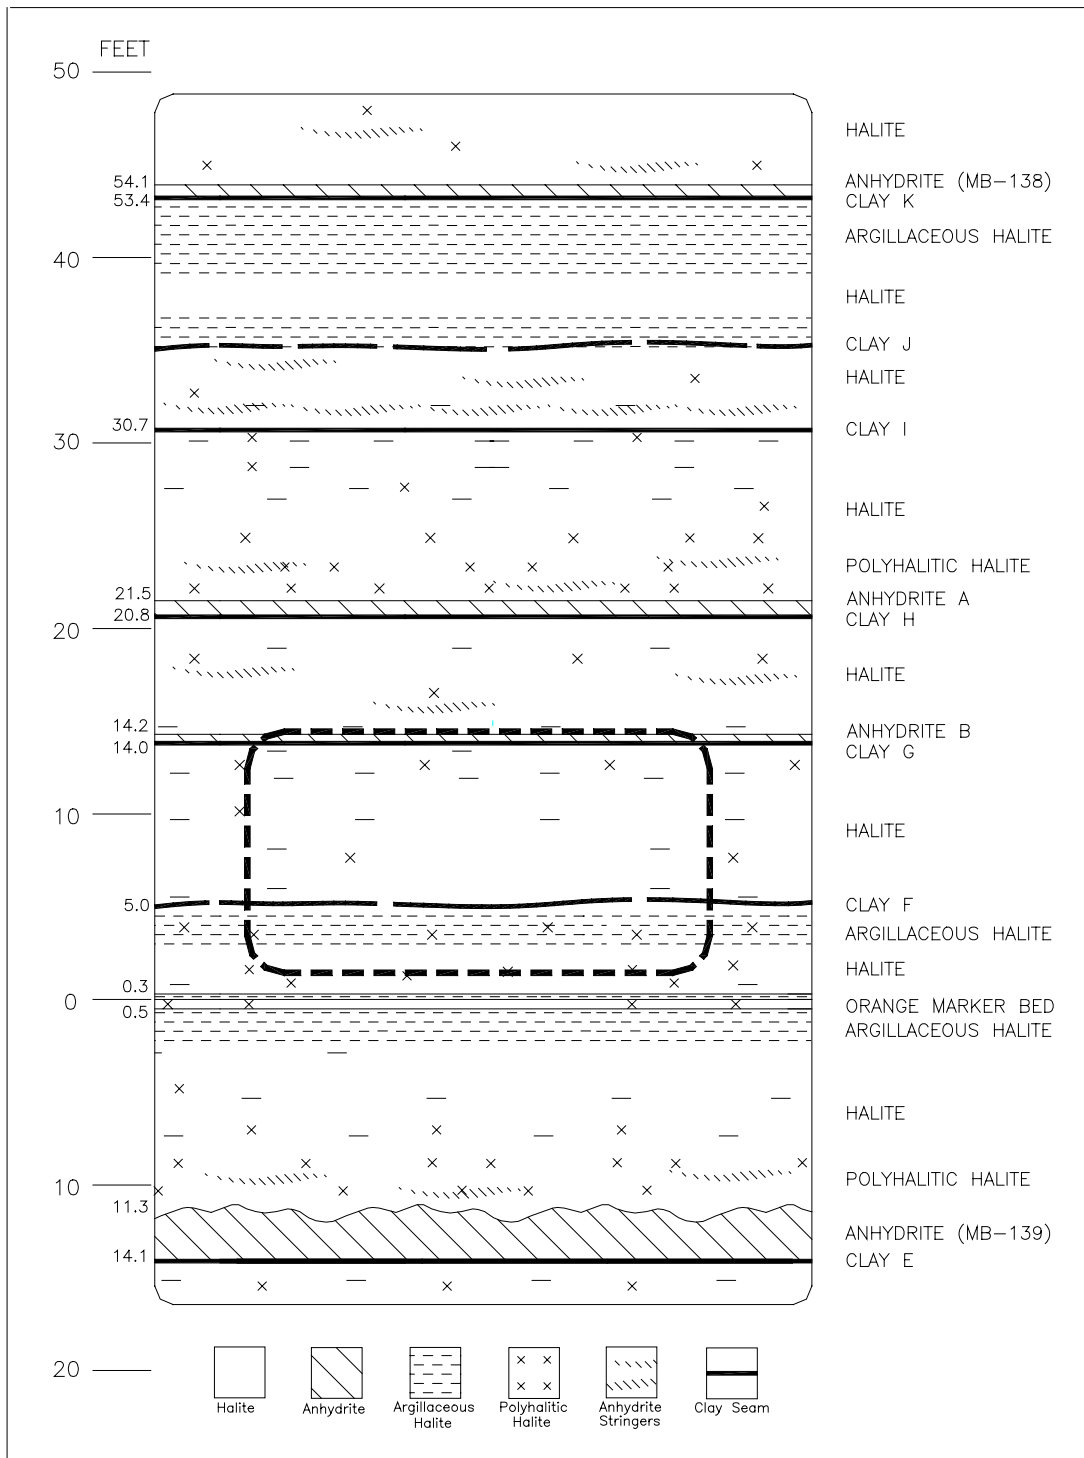 FEET
50
HALITE
54.1 ANHYDRITE (MB-138)
53.4 CLAY K
ARGILLACEOUS HALITE
40
HALITE
CLAY J
HALITE
30.7 CLAY I
30
HALITE
POLYHALITIC HALITE
21.5 ANHYDRITE A
20.8 CLAY H
20
HALITE
14.2 ANHYDRITE B
14.0 CLAY G
10
HALITE
5.0 CLAY F
ARGILLACEOUS HALITE
HALITE
0.3
0 ORANGE MARKER BED
0.5
ARGILLACEOUS HALITE
HALITE
POLYHALITIC HALITE
10
11.3
ANHYDRITE (MB-139)
14.1 CLAY E
20
Halite
Anhydrite
Argillaceous
Halite
Polyhalitic
Halite
Anhydrite
Stringers
Clay Seam